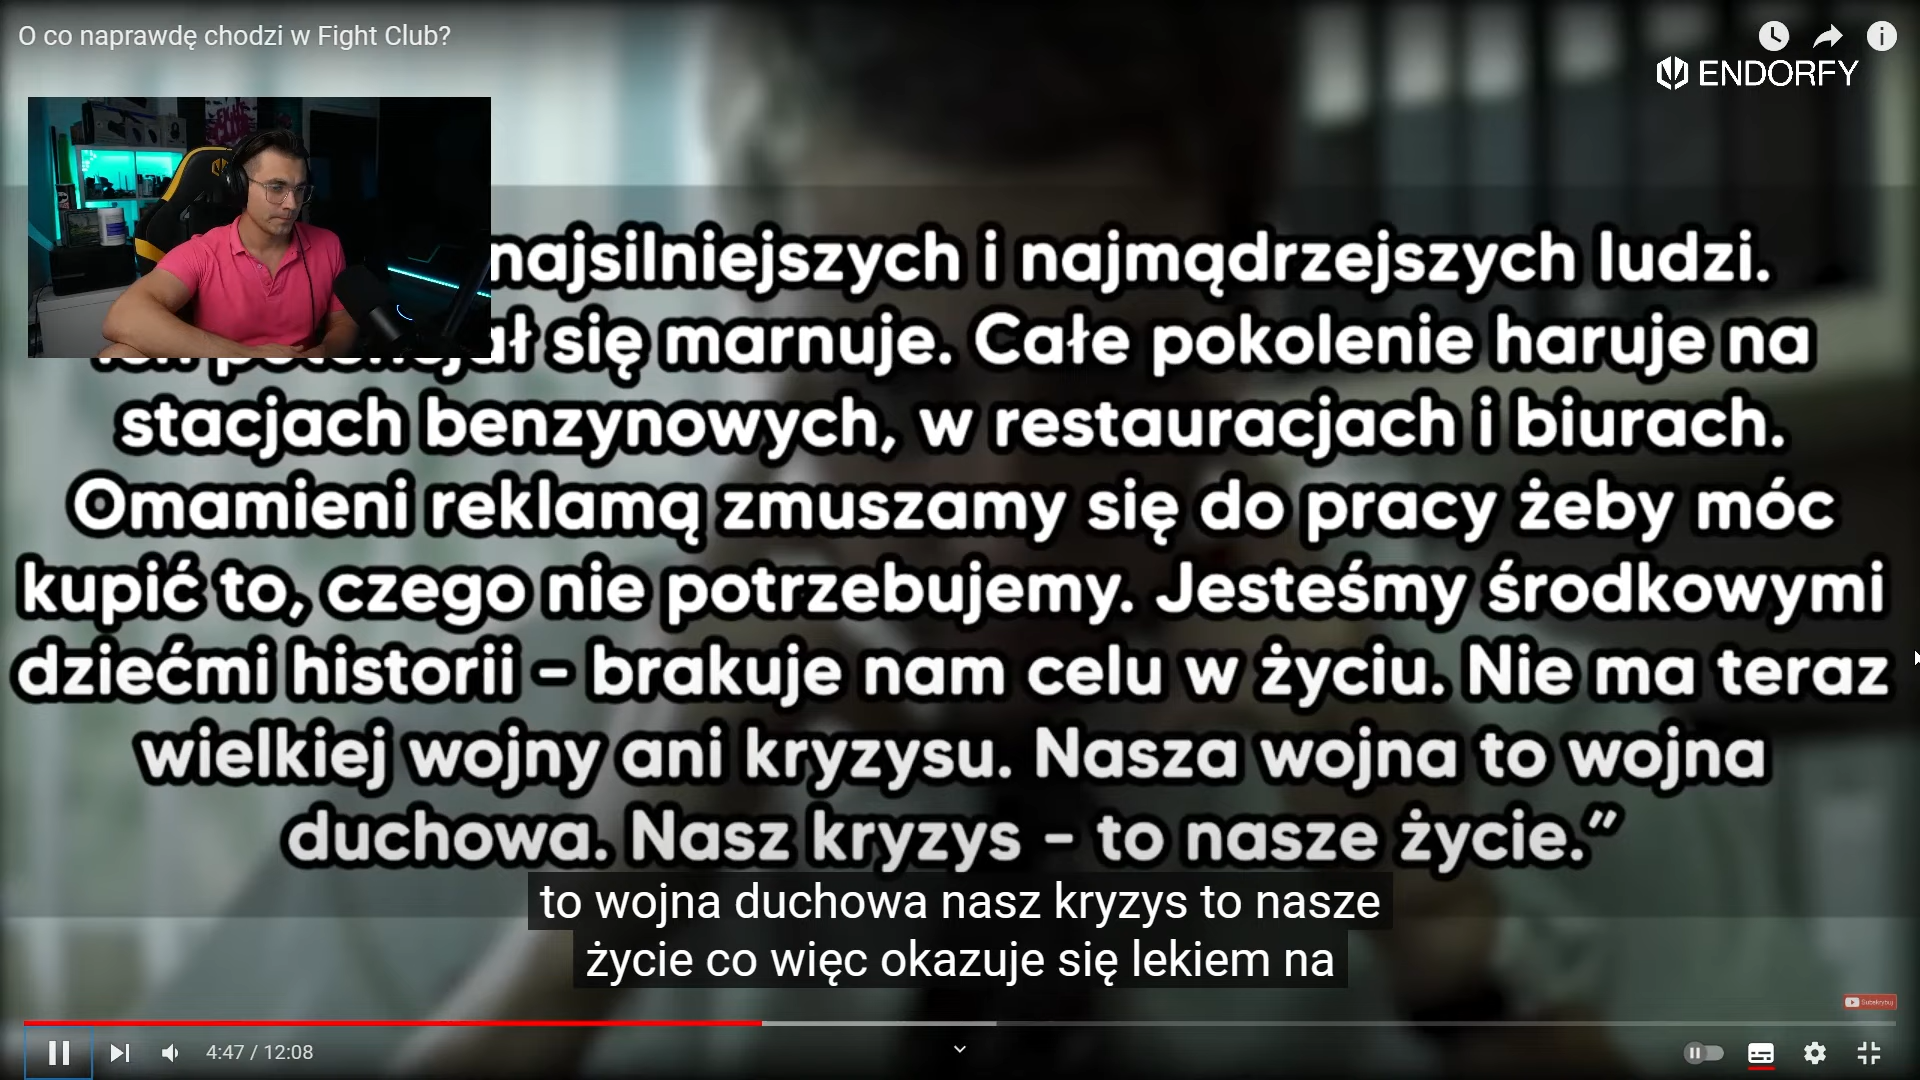 O co naprawdę chodzi w Fight Club?
ENDORFY
najsilniejszych i najmądrzejszych ludzi.
się marnuje. Całe pokolenie haruje na
stacjach benzynowych, w restauracjach i biurach.
Omamieni reklamą zmuszamy się do pracy żeby móc
kupić to, czego nie potrzebujemy. Jesteśmy środkowymi
dziećmi historii – brakuje nam celu w życiu. Nie ma teraz
wielkiej wojny ani kryzysu. Nasza wojna to wojna
duchowa. Nasz kryzys – to nasze życie.”
to wojna duchowa nasz kryzys to nasze
życie co więc okazuje się lekiem na
Subskrybuj
4:47 / 12:08